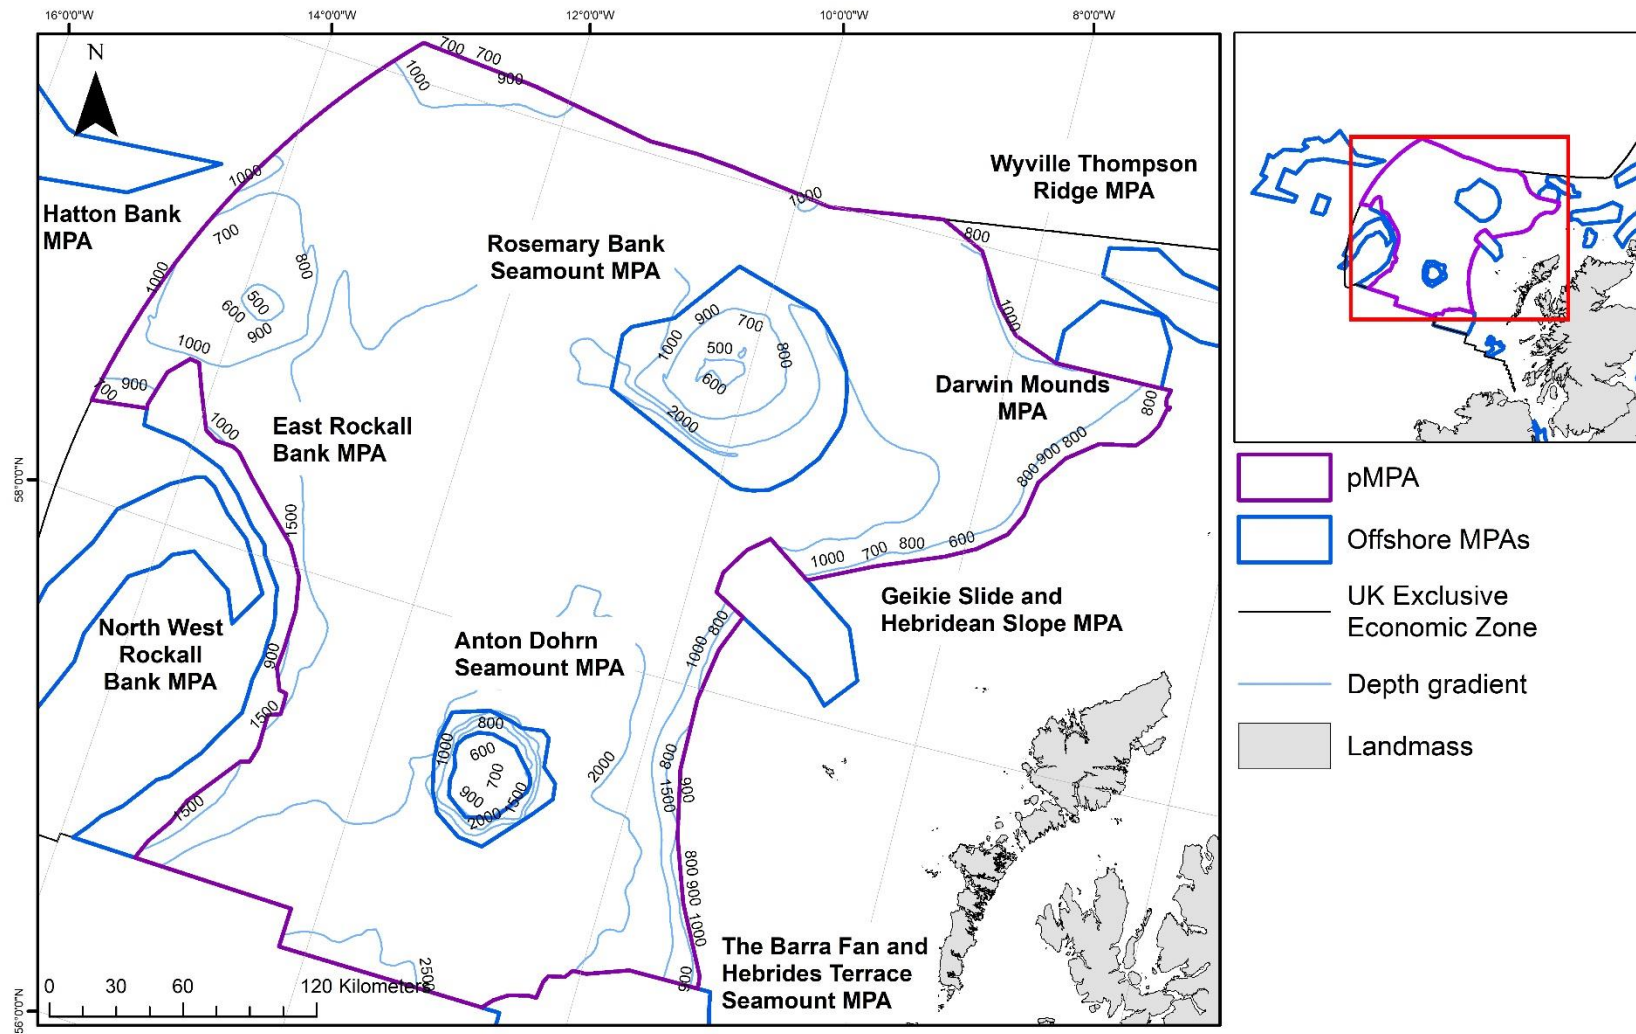 16°0'0"W
14°0'0"W
12°0'0"W
10°0'0"W
8°0'0"W
N
700
700
900
1000
Wyville Thompson
Ridge MPA
1000
Hatton Bank
MPA
700
1000
800
Rosemary Bank
Seamount MPA
800
1000
500
600
900
1000
900
700
1000
800
500
600
2000
1000
900
700
Darwin Mounds
MPA
800
1000
East Rockall
Bank MPA
800
900
800
58°0'0"N
1500
1000
700
800
600
North West
Rockall
Bank MPA
Anton Dohrn
Seamount MPA
Geikie Slide and
Hebridean Slope MPA
800
1000
900
1500
800
1000
600
700
900
1500
2000
2000
800
900
1500
1500
800
900
1000
The Barra Fan and
Hebrides Terrace
Seamount MPA
900
2500
0 30 60 120 Kilometers
56°0'0"N
pMPA
Offshore MPAs
UK Exclusive
Economic Zone
Depth gradient
Landmass